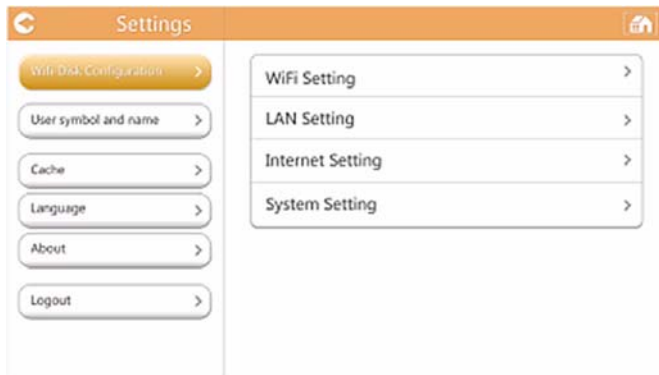 Settings
Wifi Disk Configuration
User symbol and name
Cache
Language
About
Logout
WiFi Setting
LAN Setting
Internet Setting
System Setting